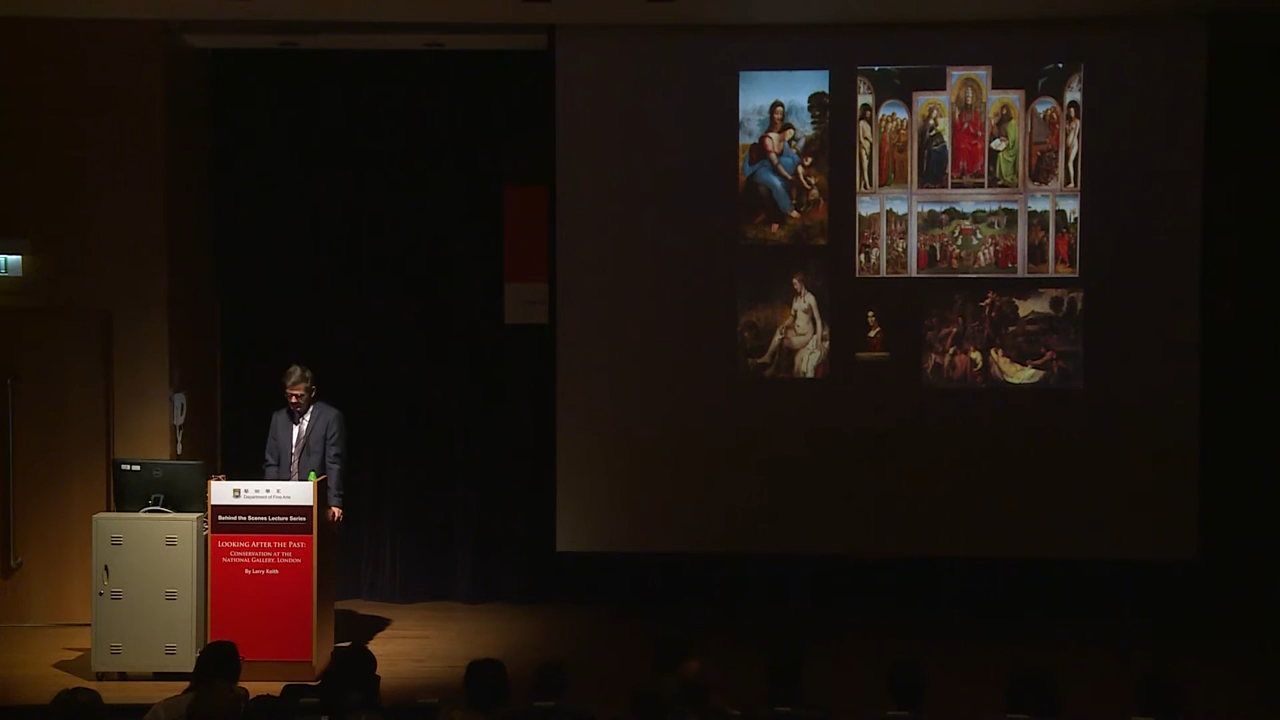 Department of Fine Arts
Behind the Scenes Lecture Series
LOOKING AFTER THE PAST:
CONSERVATION AT THE
NATIONAL GALLERY, LONDON
By Larry Keith